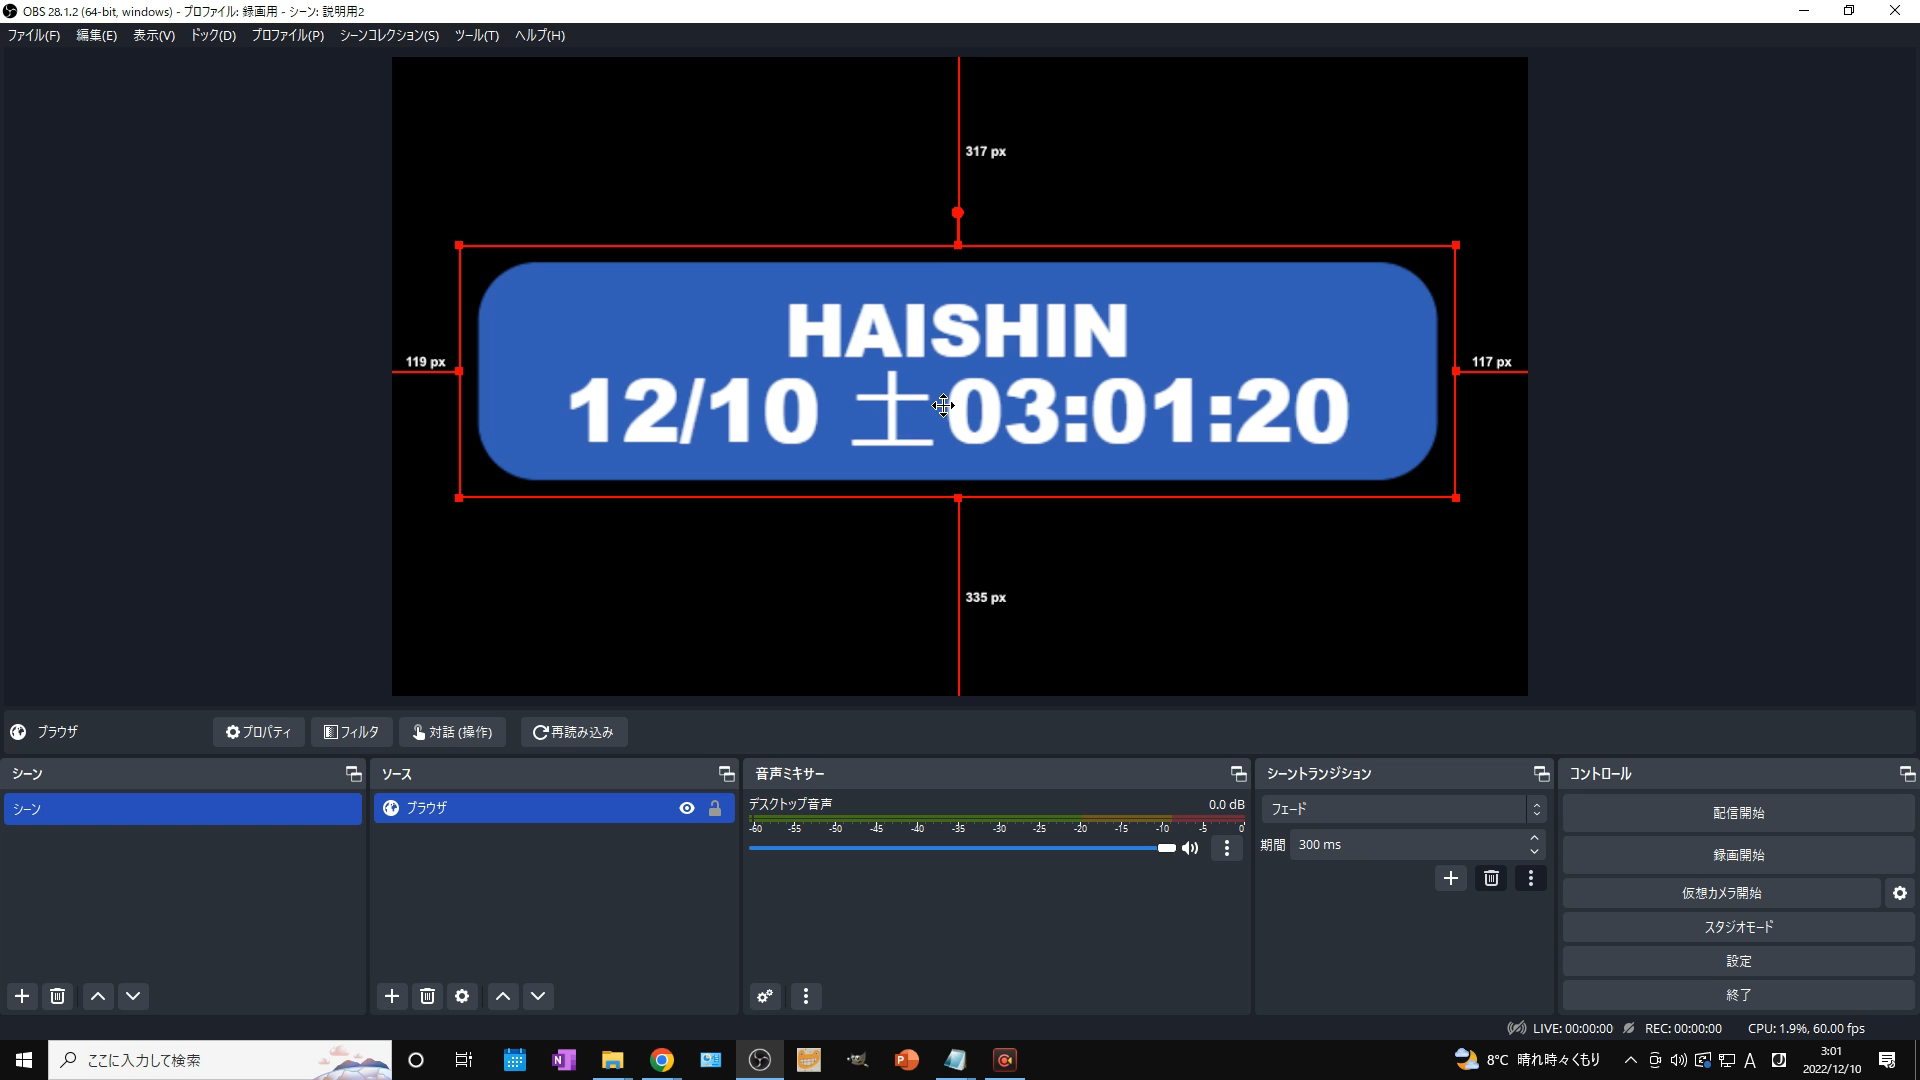 OBS 28.1.2 (64-bit, windows) - プロファイル: 録画用 - シーン: 説明用2
ファイル(F) 編集(E) 表示(V) ドック(D) プロファイル(P) シーンコレクション(S) ツール(T) ヘルプ(H)
317 px
HAISHIN
119 px
117 px
12/10 土03:01:20
335 px
ブラウザ プロパティ フィルタ 対話 (操作) 再読み込み
シーン
シーン
ソース
ブラウザ
音声ミキサー
デスクトップ音声 0.0 dB
-60 -55 -50 -45 -40 -35 -30 -25 -20 -15 -10 -5 0
シーントランジション
フェード
期間 300 ms
コントロール
配信開始
録画開始
仮想カメラ開始
スタジオモード
設定
終了
LIVE: 00:00:00 REC: 00:00:00 CPU: 1.9%, 60.00 fps
ここに入力して検索
8°C 晴れ時々くもり
A
3:01
2022/12/10